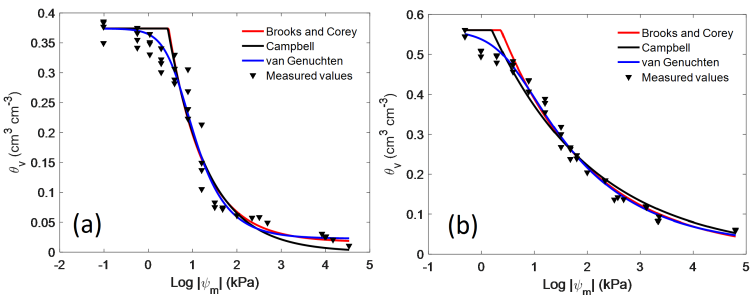 0.4
0.35
0.3
0.25
0.2
0.15
0.1
0.05
0
-2
-1
0
1
2
3
4
5
θv (cm³ cm⁻³)
Log |ψm| (kPa)
Brooks and Corey
Campbell
van Genuchten
Measured values
(a)
0.6
0.5
0.4
0.3
0.2
0.1
0
-1
0
1
2
3
4
5
θv (cm³ cm⁻³)
Log |ψm| (kPa)
Brooks and Corey
Campbell
van Genuchten
Measured values
(b)